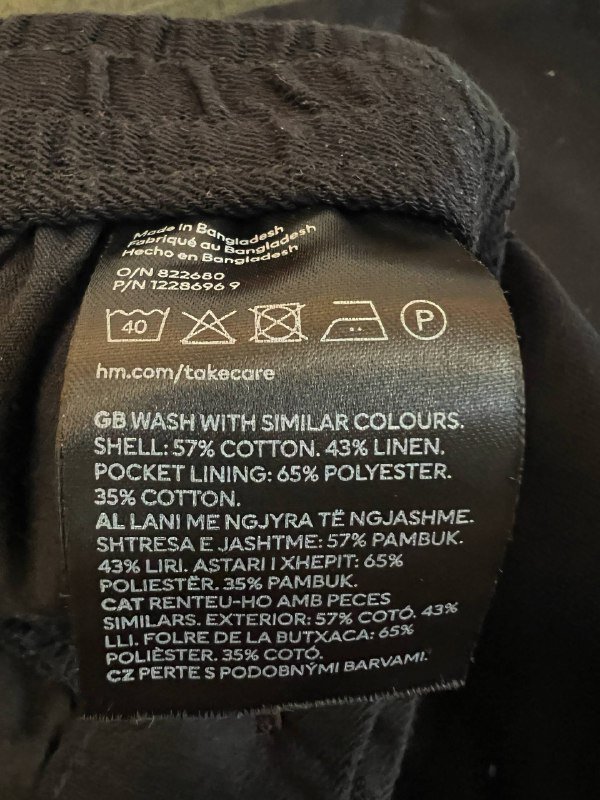 Made in Bangladesh
Fabriqué au Bangladesh
Hecho en Bangladesh
O/N 822680
P/N 1228696 9
40 P
hm.com/takecare
GB WASH WITH SIMILAR COLOURS.
SHELL: 57% COTTON. 43% LINEN.
POCKET LINING: 65% POLYESTER.
35% COTTON.
AL LANI ME NGJYRA TË NGJASHME.
SHTRESA E JASHTME: 57% PAMBUK.
43% LIRI. ASTARI I XHEPIT: 65%
POLIESTËR. 35% PAMBUK.
CAT RENTEU-HO AMB PECES
SIMILARS. EXTERIOR: 57% COTÓ. 43%
LLI. FOLRE DE LA BUTXACA: 65%
POLIÈSTER. 35% COTÓ.
CZ PERTE S PODOBNÝMI BARVAMI.